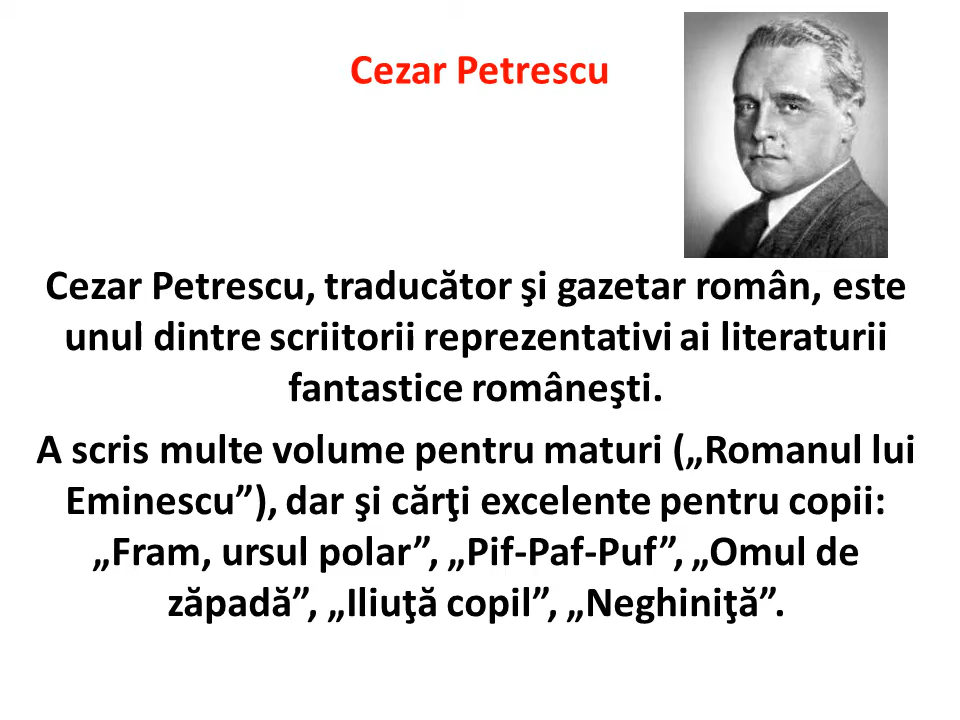 Cezar Petrescu
Cezar Petrescu, traducător şi gazetar român, este
unul dintre scriitorii reprezentativi ai literaturii
fantastice româneşti.
A scris multe volume pentru maturi („Romanul lui
Eminescu”), dar şi cărţi excelente pentru copii:
„Fram, ursul polar”, „Pif-Paf-Puf”, „Omul de
zăpadă”, „Iliuţă copil”, „Neghiniţă”.